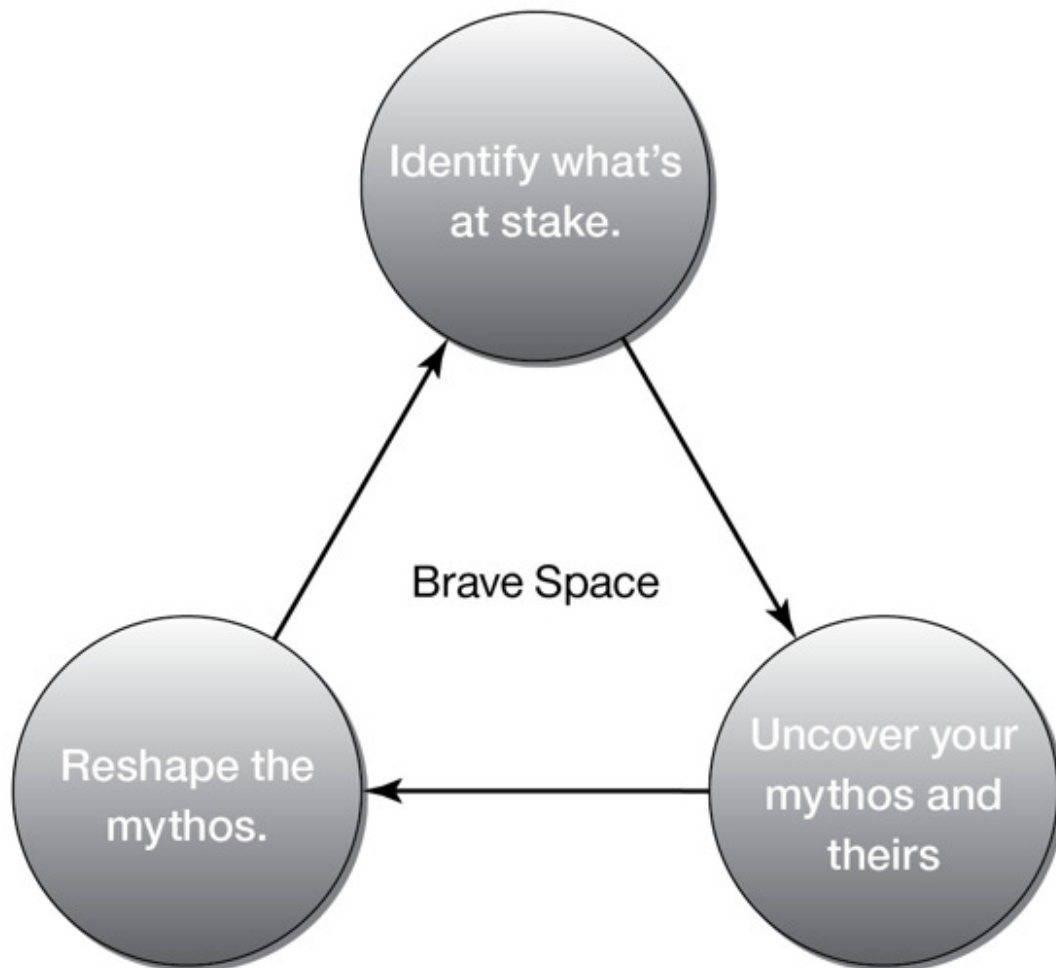 Identify what's
at stake.
Brave Space
Reshape the
mythos.
Uncover your
mythos and
theirs